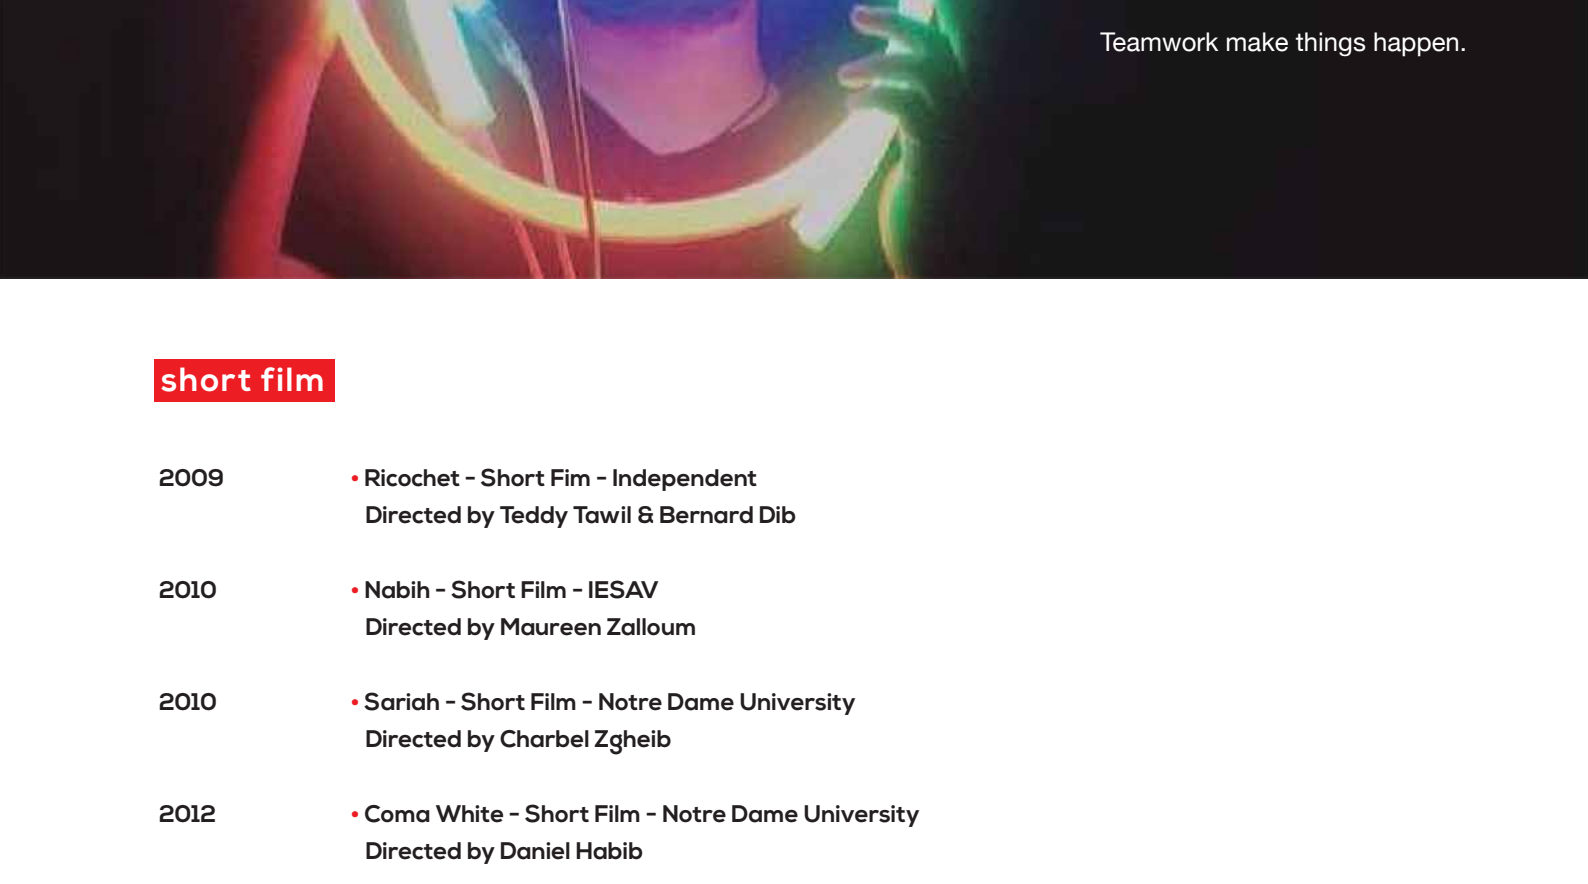 Teamwork make things happen.
short film
2009 • Ricochet - Short Fim - Independent
Directed by Teddy Tawil & Bernard Dib
2010 • Nabih - Short Film - IESAV
Directed by Maureen Zalloum
2010 • Sariah - Short Film - Notre Dame University
Directed by Charbel Zgheib
2012 • Coma White - Short Film - Notre Dame University
Directed by Daniel Habib